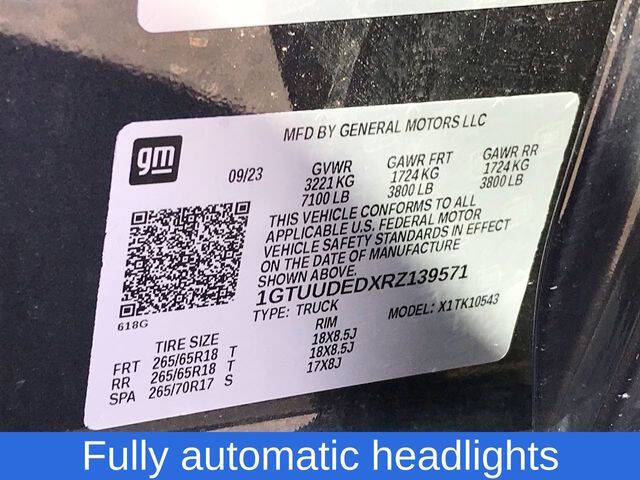 gm
MFD BY GENERAL MOTORS LLC
09/23
GVWR GAWR FRT GAWR RR
3221 KG 1724 KG 1724 KG
7100 LB 3800 LB 3800 LB
THIS VEHICLE CONFORMS TO ALL
APPLICABLE U.S. FEDERAL MOTOR
VEHICLE SAFETY STANDARDS IN EFFECT
ON THE DATE OF MANUFACTURE
1GTUUDEDXRZ139571
TYPE: TRUCK MODEL: X1TK10543
618G
TIRE SIZE RIM
FRT 265/65R18 T 18X8.5J
RR 265/65R18 T 18X8.5J
SPA 265/70R17 S 17X8J
Fully automatic headlights